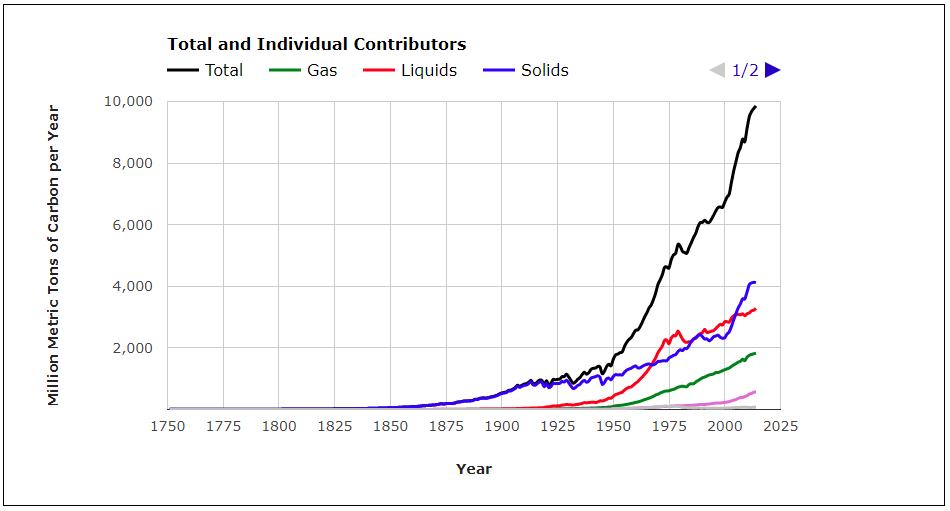 Total and Individual Contributors
Total Gas Liquids Solids 1/2
Million Metric Tons of Carbon per Year
10,000
8,000
6,000
4,000
2,000
1750 1775 1800 1825 1850 1875 1900 1925 1950 1975 2000 2025
Year